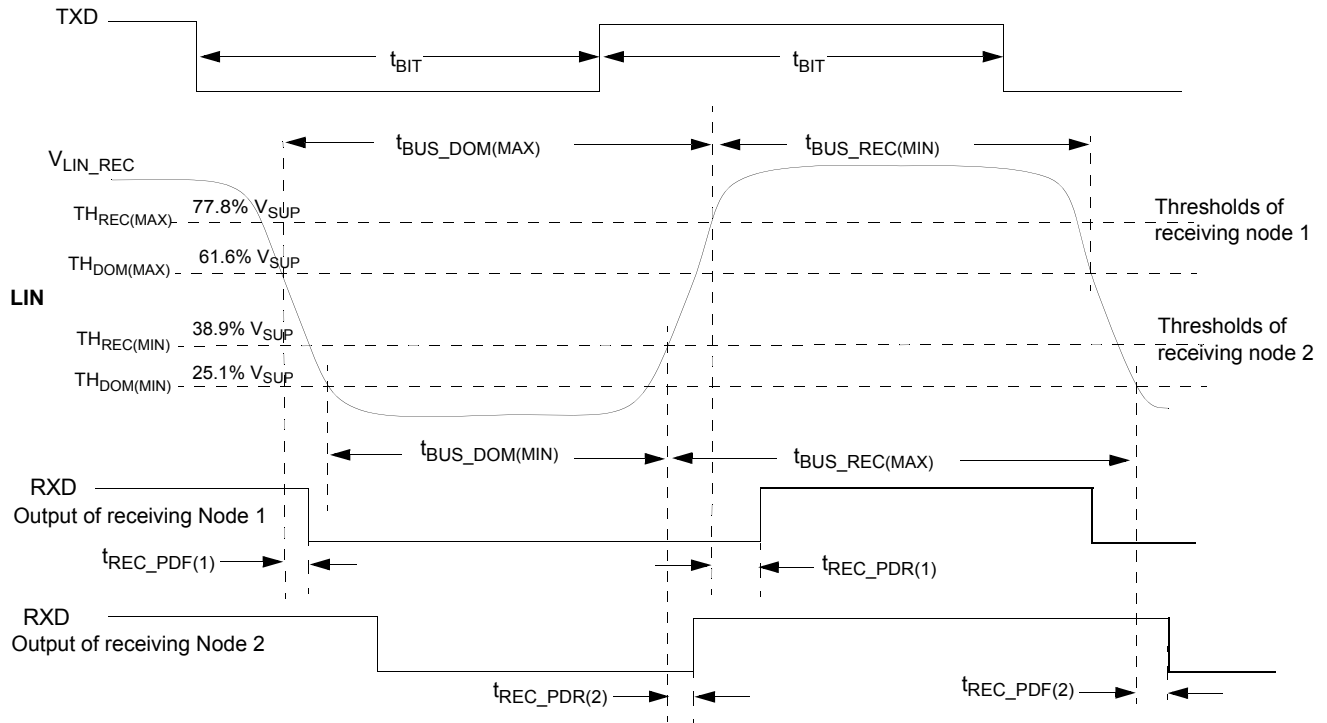 TXD
tBIT
tBIT
tBUS_DOM(MAX)
tBUS_REC(MIN)
VLIN_REC
THREC(MAX) 77.8% VSUP
Thresholds of
receiving node 1
THDOM(MAX) 61.6% VSUP
LIN
THREC(MIN) 38.9% VSUP
Thresholds of
receiving node 2
THDOM(MIN) 25.1% VSUP
tBUS_DOM(MIN)
tBUS_REC(MAX)
RXD
Output of receiving Node 1
tREC_PDF(1)
tREC_PDR(1)
RXD
Output of receiving Node 2
tREC_PDR(2)
tREC_PDF(2)